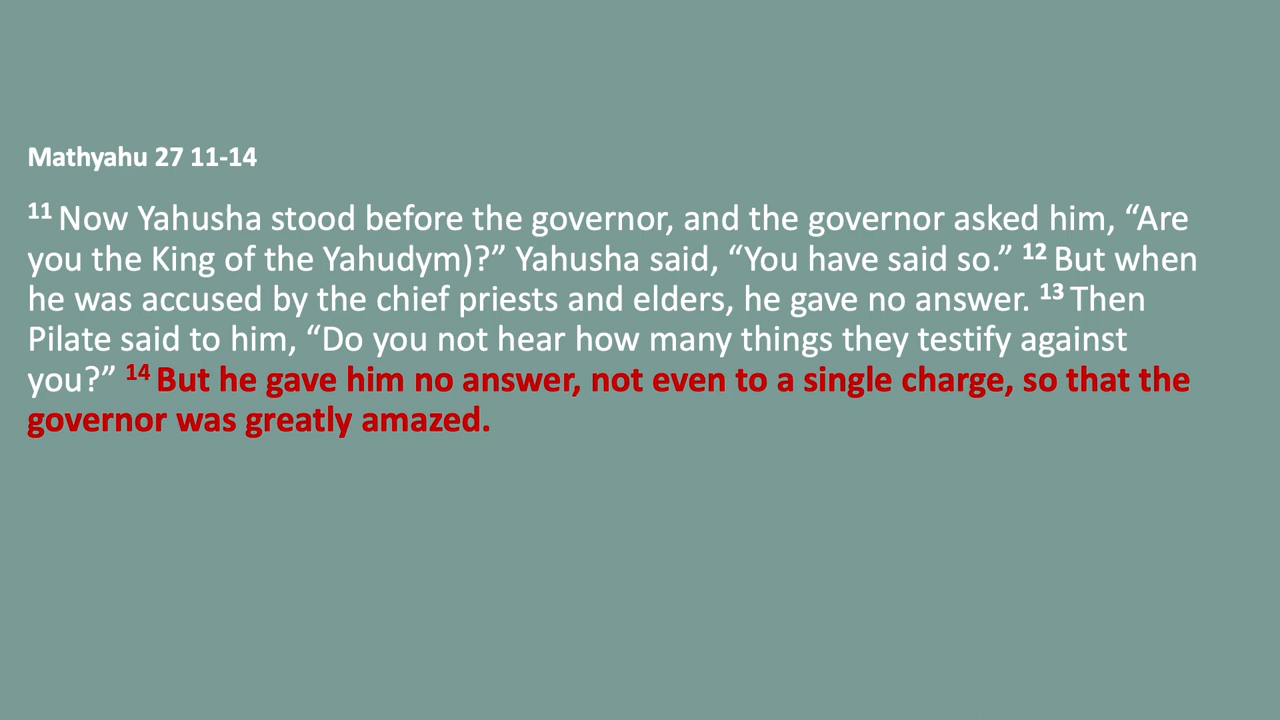 Mathyahu 27 11-14
11 Now Yahusha stood before the governor, and the governor asked him, “Are
you the King of the Yahudym)?” Yahusha said, “You have said so.” 12 But when
he was accused by the chief priests and elders, he gave no answer. 13 Then
Pilate said to him, “Do you not hear how many things they testify against
you?” 14 But he gave him no answer, not even to a single charge, so that the
governor was greatly amazed.